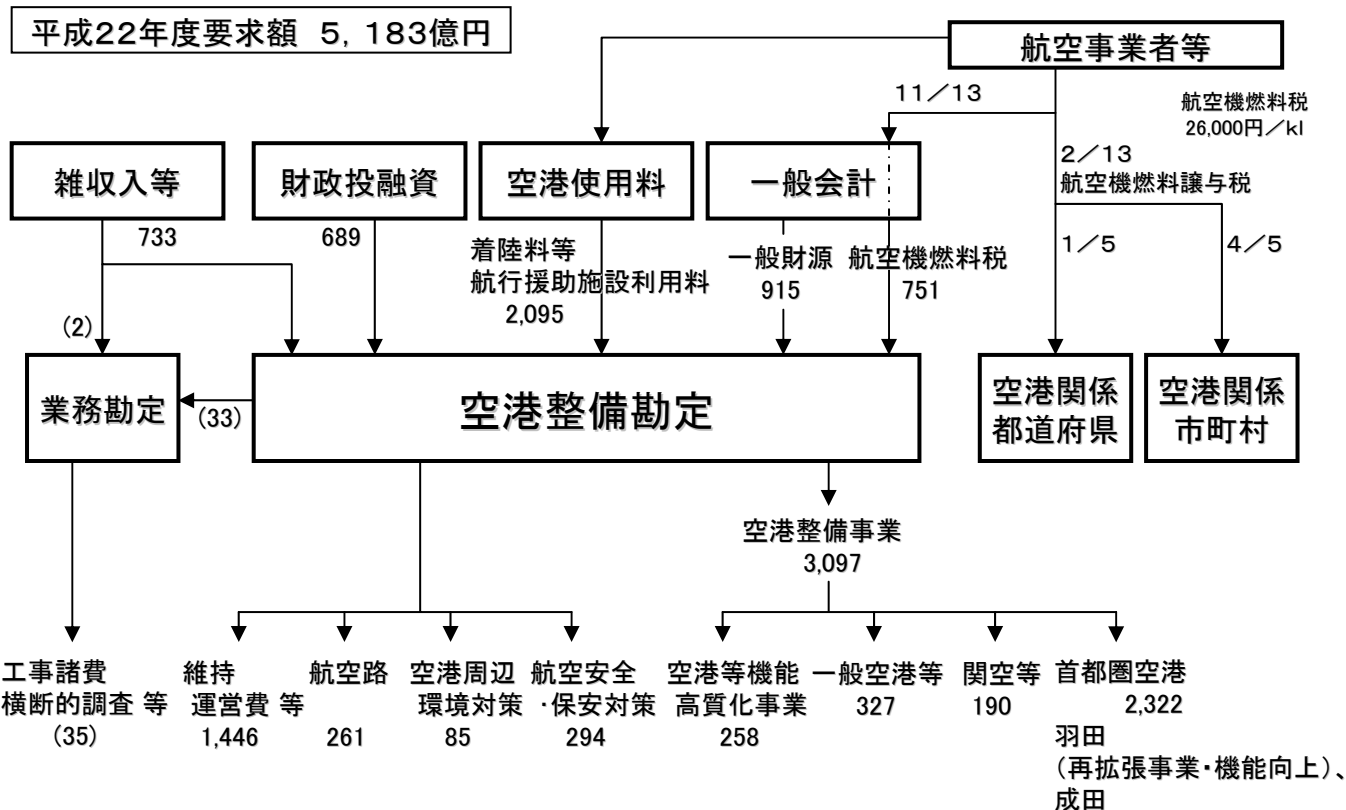 平成22年度要求額 5,183億円
航空事業者等
11/13
航空機燃料税
26,000円/kl
2/13
航空機燃料譲与税
雑収入等
財政投融資
空港使用料
一般会計
733
689
着陸料等
航行援助施設利用料
2,095
一般財源
915
航空機燃料税
751
1/5
4/5
(2)
業務勘定
(33)
空港整備勘定
空港関係
都道府県
空港関係
市町村
空港整備事業
3,097
工事諸費
横断的調査 等
(35)
維持
運営費 等
1,446
航空路
261
空港周辺
環境対策
85
航空安全
・保安対策
294
空港等機能
高質化事業
258
一般空港等
327
関空等
190
首都圏空港
2,322
羽田
(再拡張事業・機能向上)、
成田